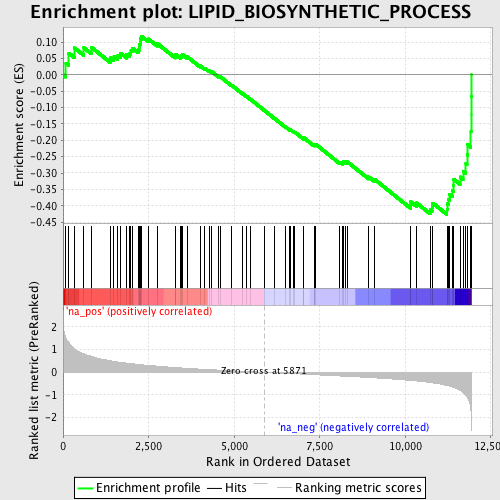 Enrichment plot: LIPID_BIOSYNTHETIC_PROCESS
Enrichment score (ES)
0.10
0.05
0.00
-0.05
-0.10
-0.15
-0.20
-0.25
-0.30
-0.35
-0.40
-0.45
'na_pos' (positively correlated)
Ranked list metric (PreRanked)
2
1
0
-1
-2
Zero cross at 5871
'na_neg' (negatively correlated)
0
2,500
5,000
7,500
10,000
12,500
Rank in Ordered Dataset
Enrichment profile
Hits
Ranking metric scores